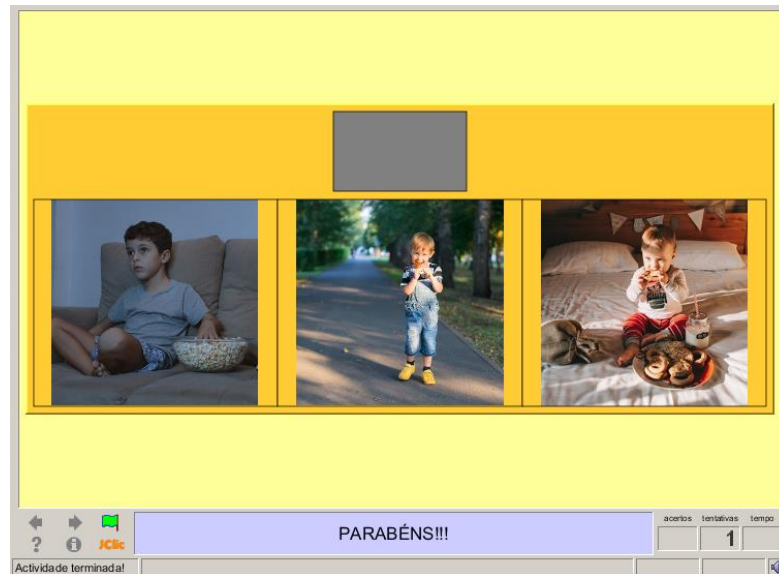 acertos tentativas tempo
1
PARABÉNS!!!
?
JClic
Actividade terminada!